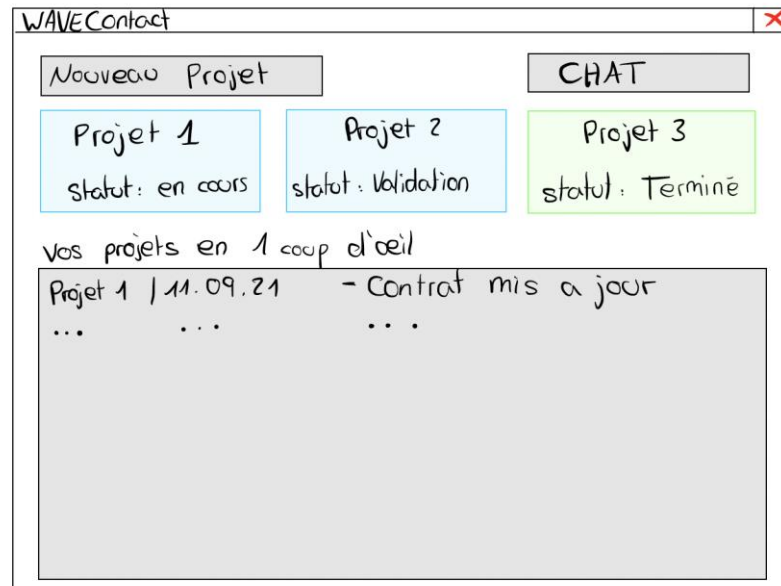 WAVEContact
Nouveau Projet
CHAT
Projet 1
statut: en cours
Projet 2
statut: Validation
Projet 3
statut: Terminé
Vos projets en 1 coup d'œil
Projet 1 | 11.09.21 - Contrat mis a jour
... ... ...